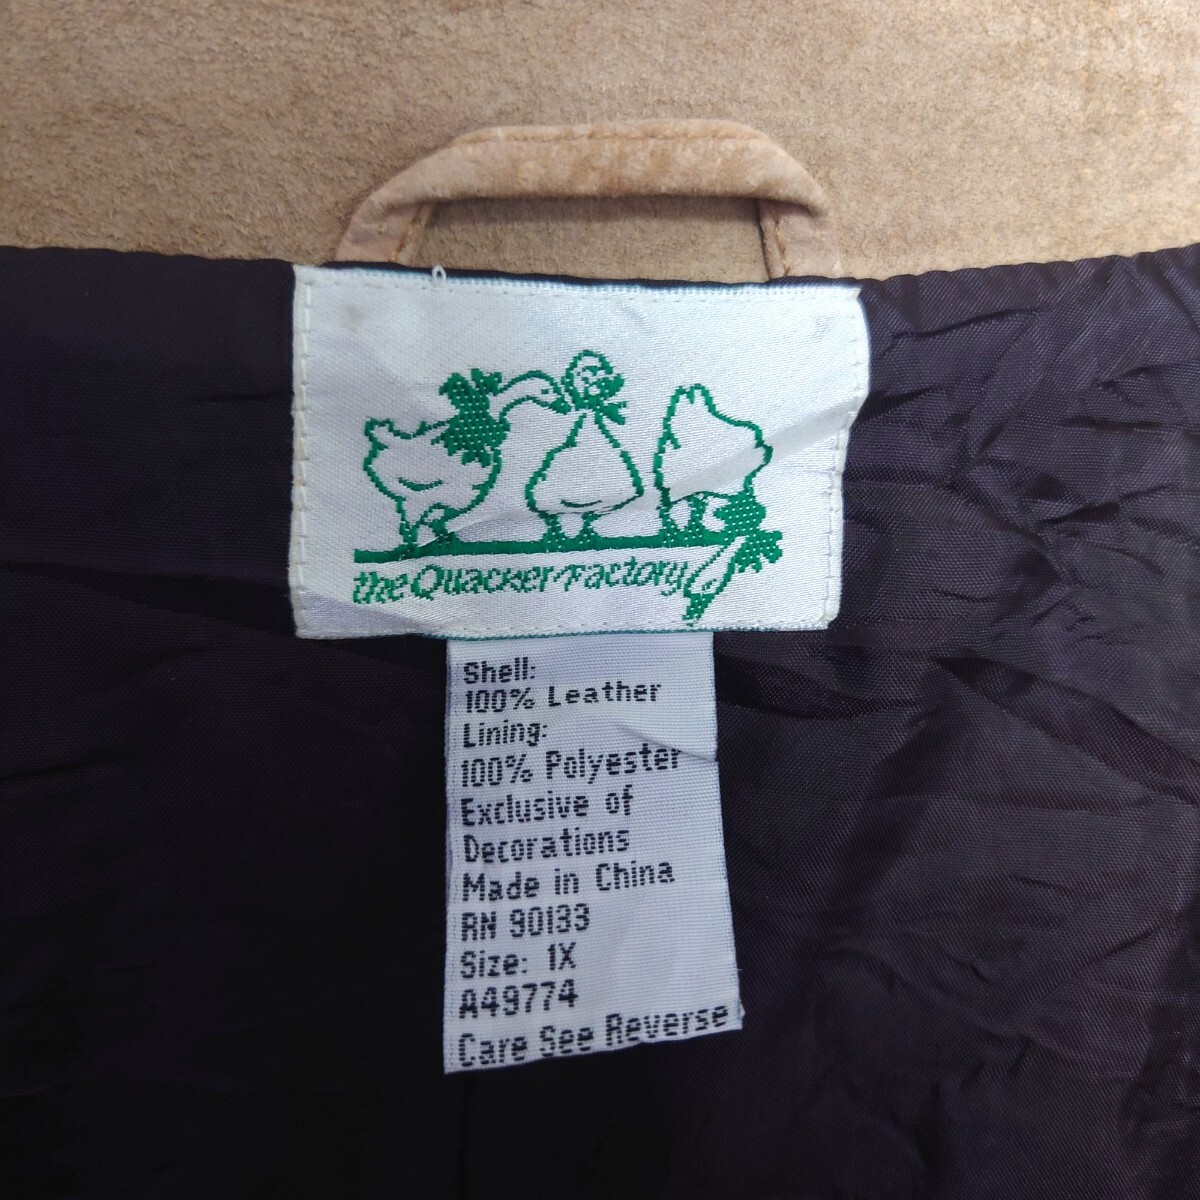 the Quacker Factory
Shell:
100% Leather
Lining:
100% Polyester
Exclusive of
Decorations
Made in China
RN 90133
Size: 1X
A49774
Care See Reverse